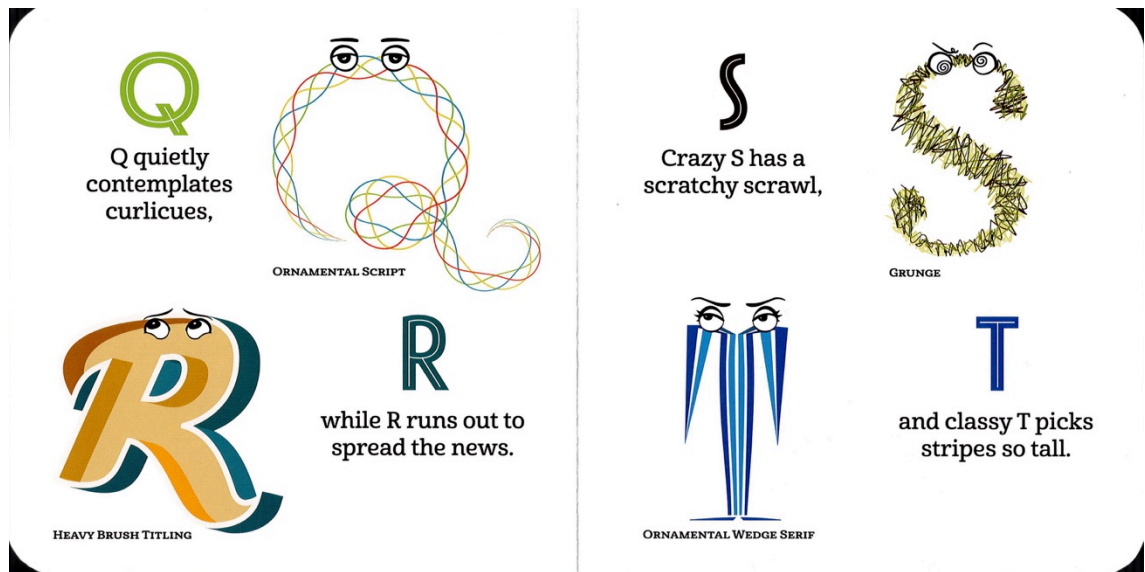 Q
Q quietly
contemplates
curlicues,
Q
ORNAMENTAL SCRIPT
R
HEAVY BRUSH TITLING
R
while R runs out to
spread the news.
S
Crazy S has a
scratchy scrawl,
S
GRUNGE
T
ORNAMENTAL WEDGE SERIF
T
and classy T picks
stripes so tall.